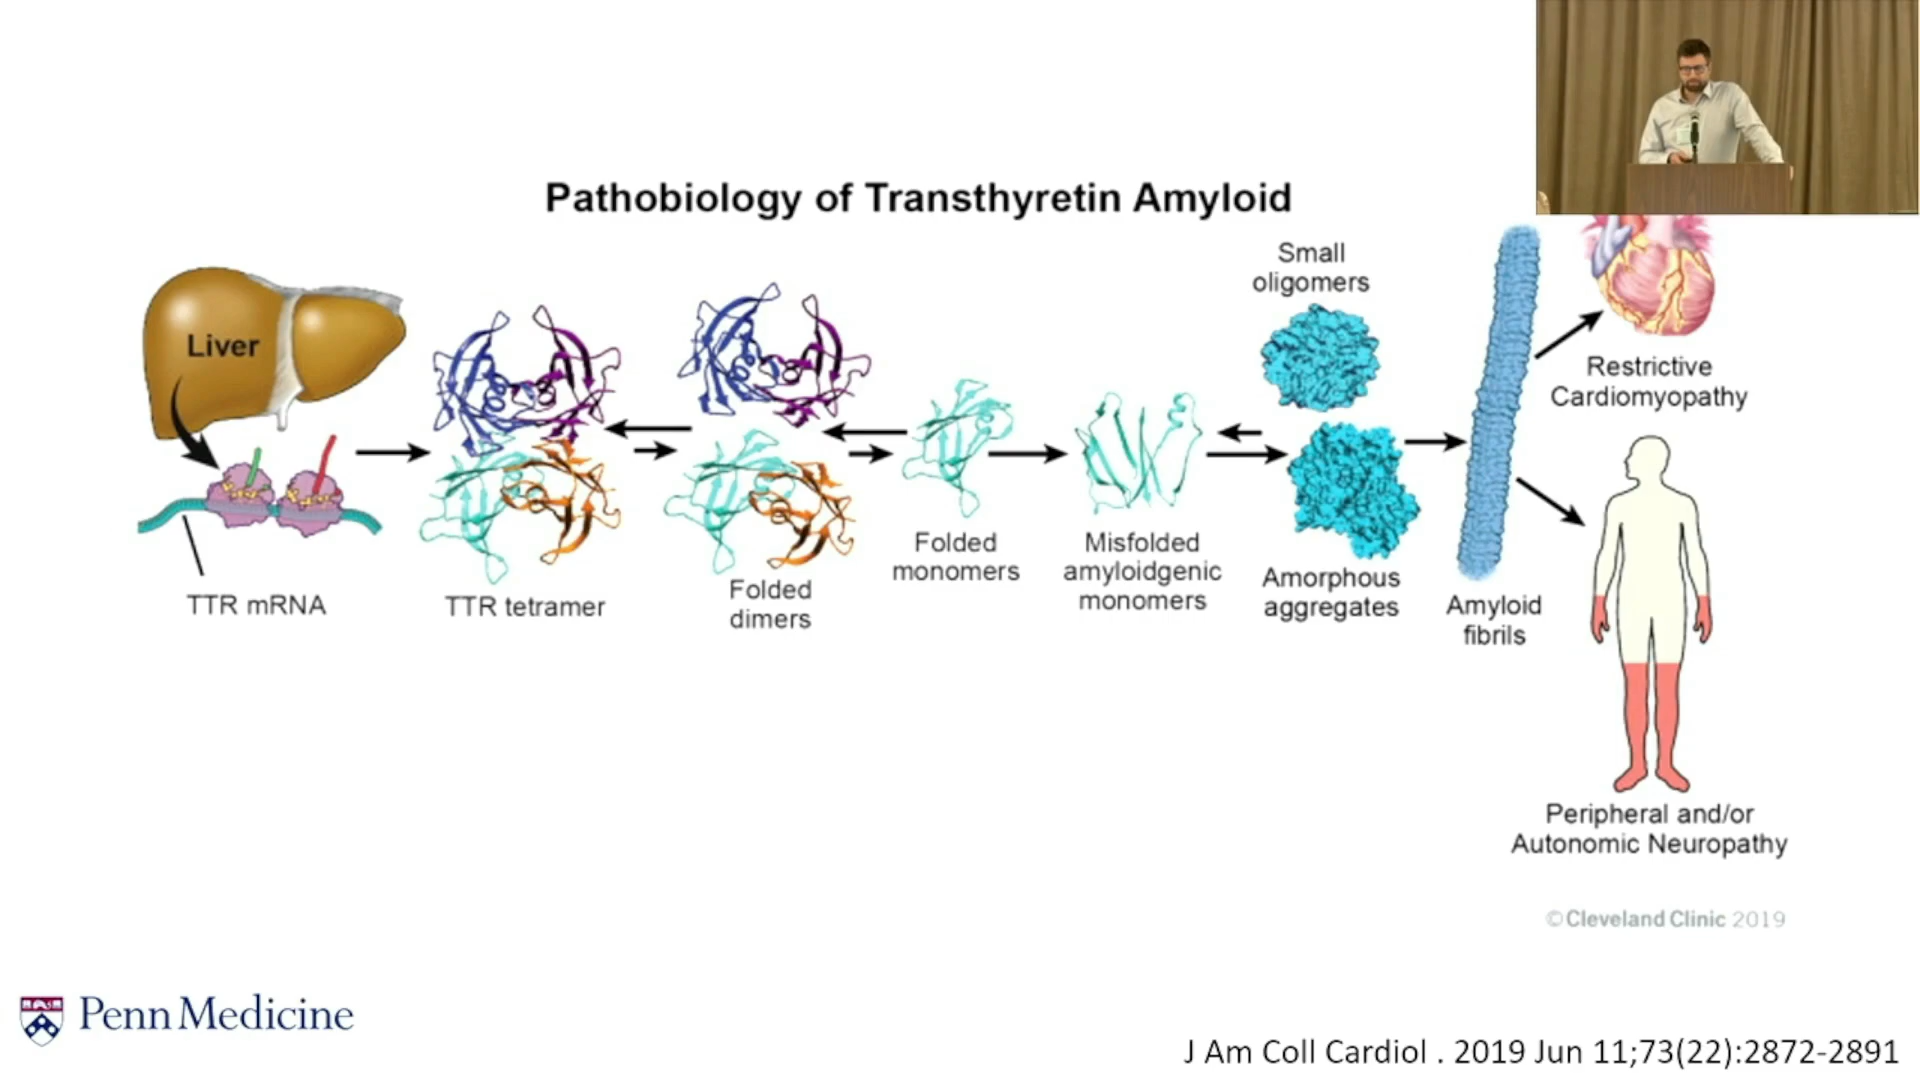 Pathobiology of Transthyretin Amyloid
Liver
TTR mRNA
TTR tetramer
Folded
dimers
Folded
monomers
Misfolded
amyloidgenic
monomers
Small
oligomers
Amorphous
aggregates
Amyloid
fibrils
Restrictive
Cardiomyopathy
Peripheral and/or
Autonomic Neuropathy
©Cleveland Clinic 2019
Penn Medicine
J Am Coll Cardiol . 2019 Jun 11;73(22):2872-2891